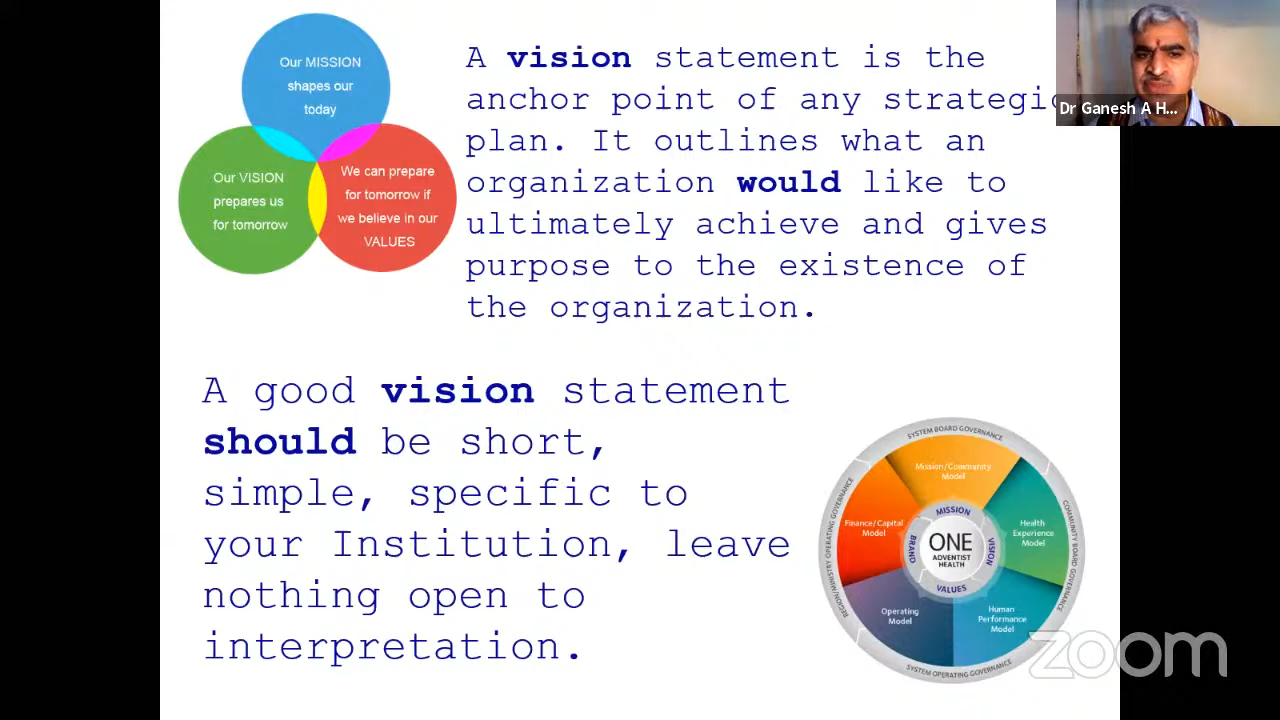 Our MISSION
shapes our
today
Our VISION
prepares us
for tomorrow
We can prepare
for tomorrow if
we believe in our
VALUES
A vision statement is the
anchor point of any strategic
plan. It outlines what an
organization would like to
ultimately achieve and gives
purpose to the existence of
the organization.
Dr Ganesh A H...
A good vision statement
should be short,
simple, specific to
your Institution, leave
nothing open to
interpretation.
SYSTEM BOARD GOVERNANCE
COMMUNITY BOARD GOVERNANCE
SYSTEM OPERATING GOVERNANCE
REGION/MINISTRY OPERATING GOVERNANCE
Mission/Community
Model
Health
Experience
Model
Human
Performance
Model
Operating
Model
Finance/Capital
Model
MISSION
VISION
VALUES
BRAND
ONE
ADVENTIST
HEALTH
zoom